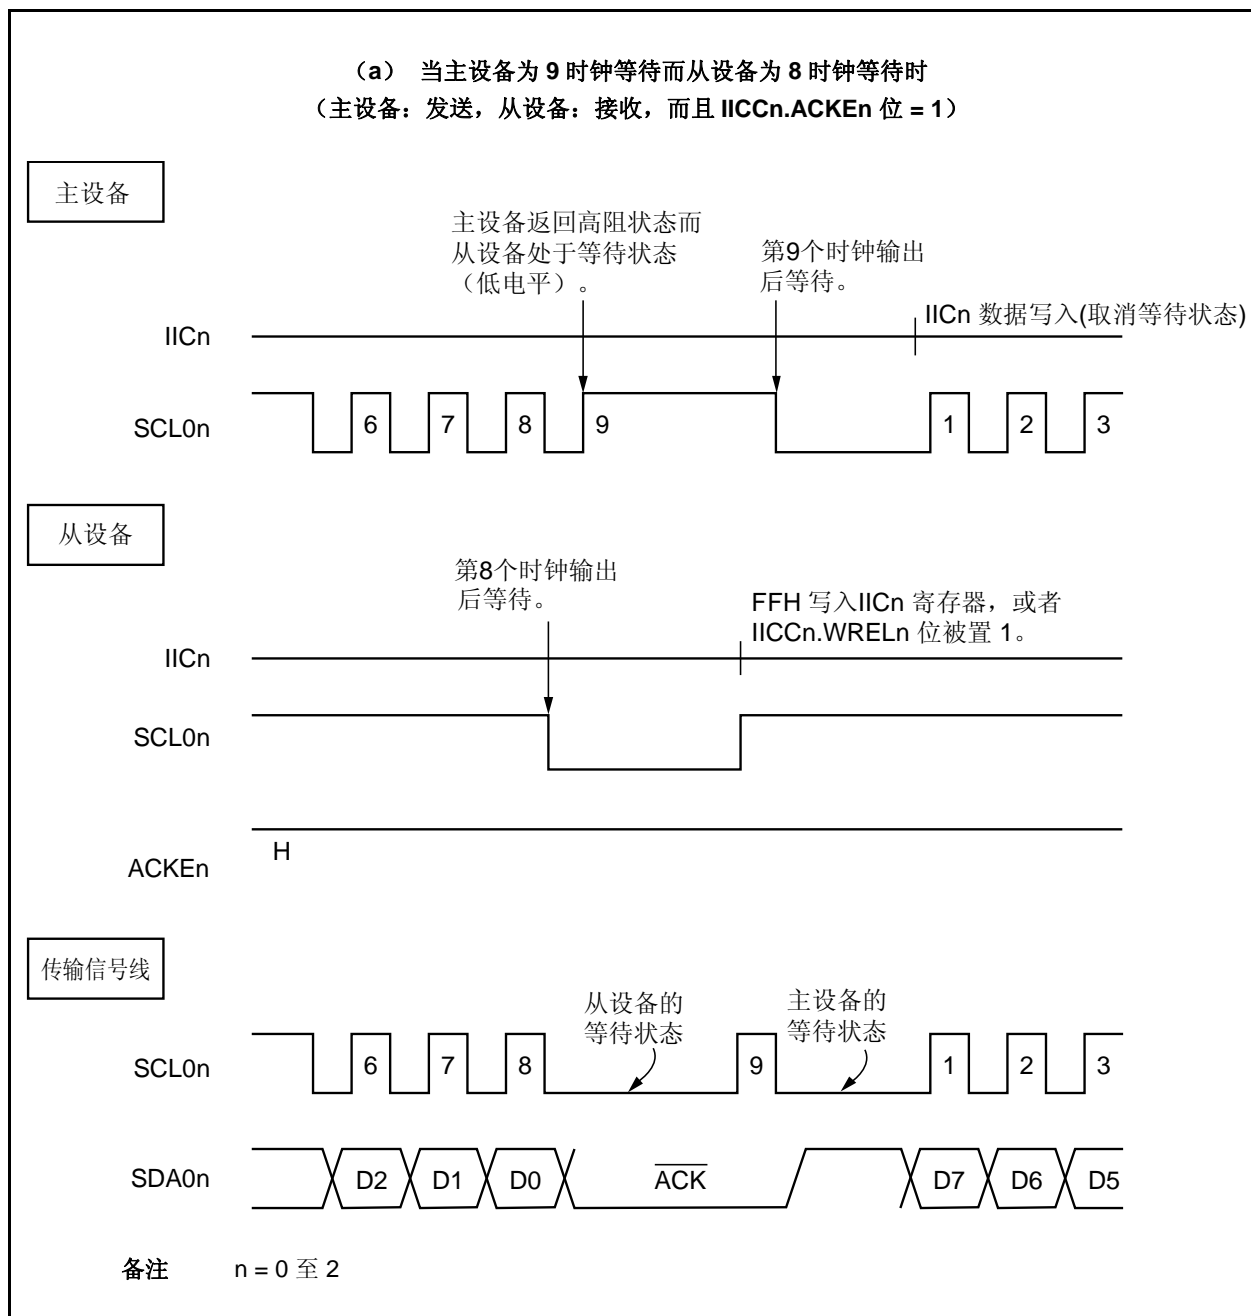 （a） 当主设备为 9 时钟等待而从设备为 8 时钟等待时
（主设备：发送，从设备：接收，而且 IICCn.ACKEn 位 = 1）
主设备
主设备返回高阻状态而
从设备处于等待状态
（低电平）。
第9个时钟输出
后等待。
IICn 数据写入(取消等待状态)
IICn
SCL0n
6 7 8 9 1 2 3
从设备
第8个时钟输出
后等待。
FFH 写入IICn 寄存器，或者
IICCn.WRELn 位被置 1。
IICn
SCL0n
H
ACKEn
传输信号线
从设备的
等待状态
主设备的
等待状态
SCL0n
6 7 8 9 1 2 3
SDA0n
D2 D1 D0 ACK D7 D6 D5
备注 n = 0 至 2